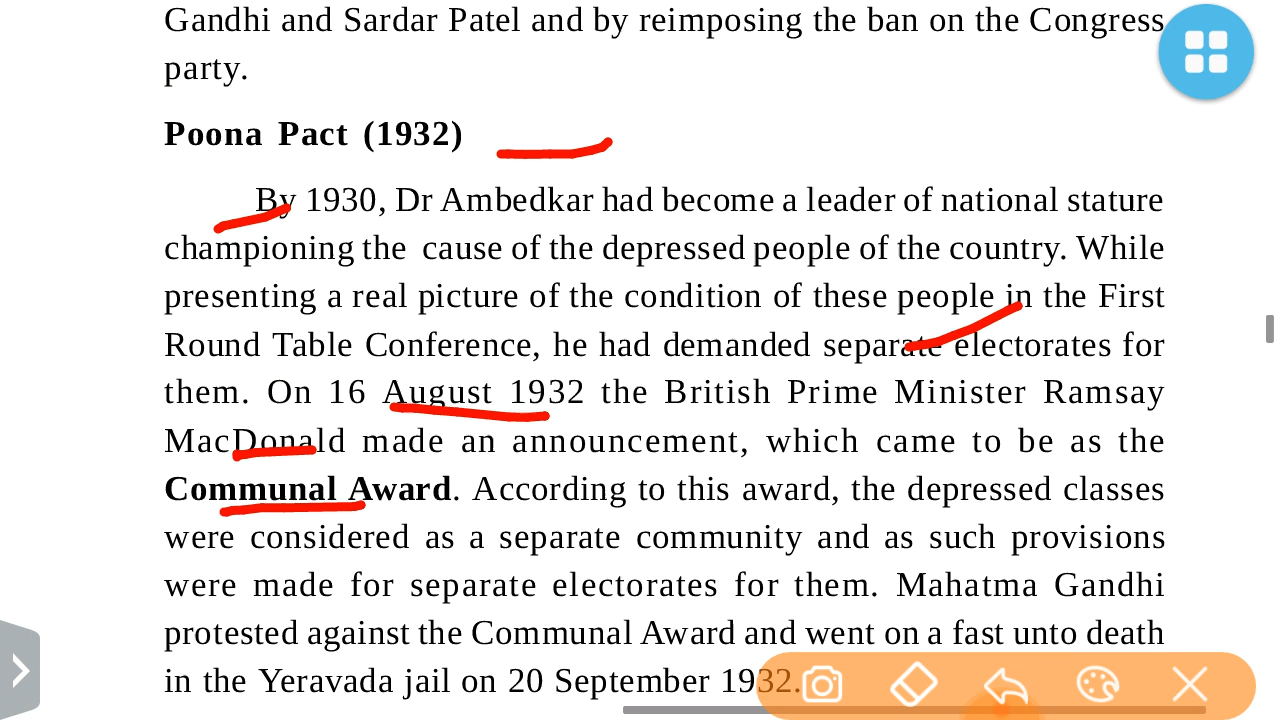 Gandhi and Sardar Patel and by reimposing the ban on the Congress
party.
Poona Pact (1932)
By 1930, Dr Ambedkar had become a leader of national stature
championing the cause of the depressed people of the country. While
presenting a real picture of the condition of these people in the First
Round Table Conference, he had demanded separate electorates for
them. On 16 August 1932 the British Prime Minister Ramsay
MacDonald made an announcement, which came to be as the
Communal Award. According to this award, the depressed classes
were considered as a separate community and as such provisions
were made for separate electorates for them. Mahatma Gandhi
protested against the Communal Award and went on a fast unto death
in the Yeravada jail on 20 September 1932.